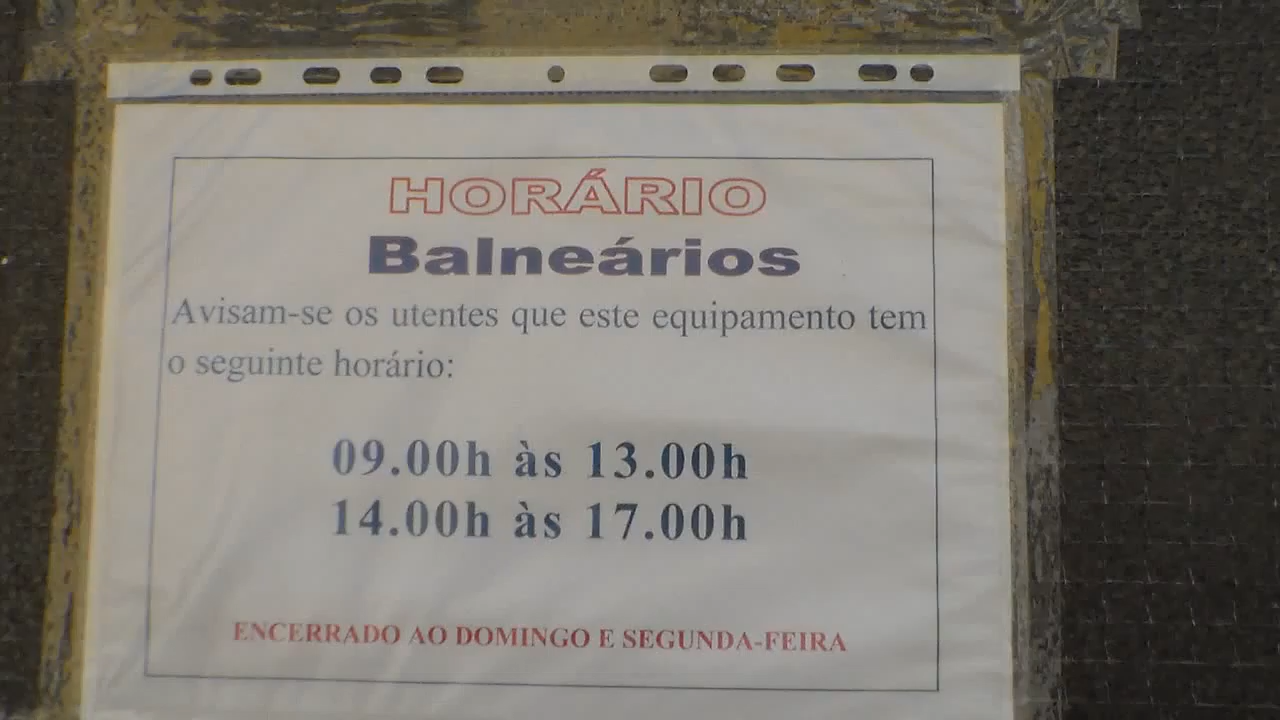 HORÁRIO
Balneários
Avisam-se os utentes que este equipamento tem
o seguinte horário:
09.00h às 13.00h
14.00h às 17.00h
ENCERRADO AO DOMINGO E SEGUNDA-FEIRA